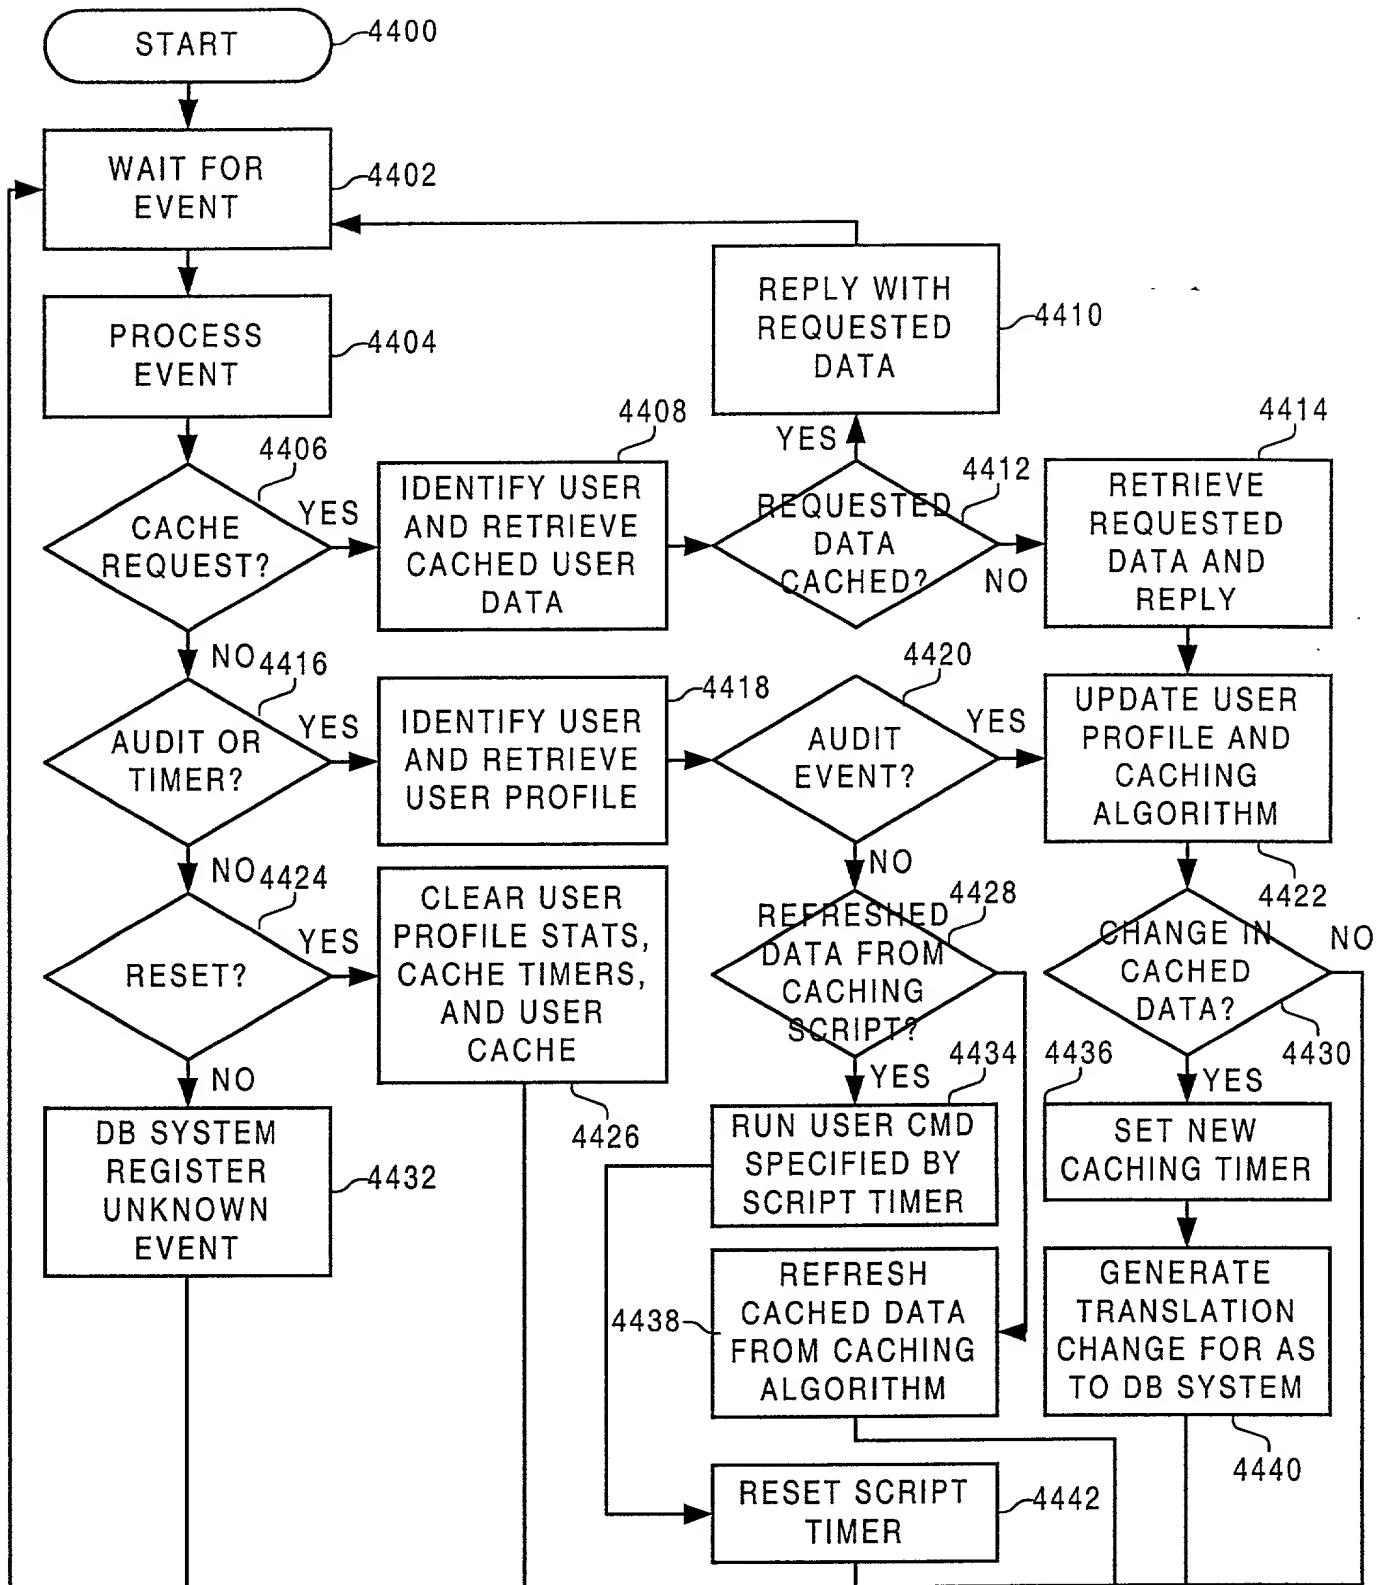 START
4400
WAIT FOR
EVENT
4402
PROCESS
EVENT
4404
REPLY WITH
REQUESTED
DATA
4410
4406
CACHE
REQUEST?
YES
4408
IDENTIFY USER
AND RETRIEVE
CACHED USER
DATA
YES
4412
REQUESTED
DATA
CACHED?
NO
4414
RETRIEVE
REQUESTED
DATA AND
REPLY
NO
4416
AUDIT OR
TIMER?
YES
4418
IDENTIFY USER
AND RETRIEVE
USER PROFILE
4420
AUDIT
EVENT?
YES
UPDATE USER
PROFILE AND
CACHING
ALGORITHM
4422
NO
4424
RESET?
YES
CLEAR USER
PROFILE STATS,
CACHE TIMERS,
AND USER
CACHE
4426
NO
4428
REFRESHED
DATA FROM
CACHING
SCRIPT?
CHANGE IN
CACHED
DATA?
NO
4430
NO
DB SYSTEM
REGISTER
UNKNOWN
EVENT
4432
YES
4434
RUN USER CMD
SPECIFIED BY
SCRIPT TIMER
4436
YES
SET NEW
CACHING TIMER
4438
REFRESH
CACHED DATA
FROM CACHING
ALGORITHM
GENERATE
TRANSLATION
CHANGE FOR AS
TO DB SYSTEM
4440
RESET SCRIPT
TIMER
4442